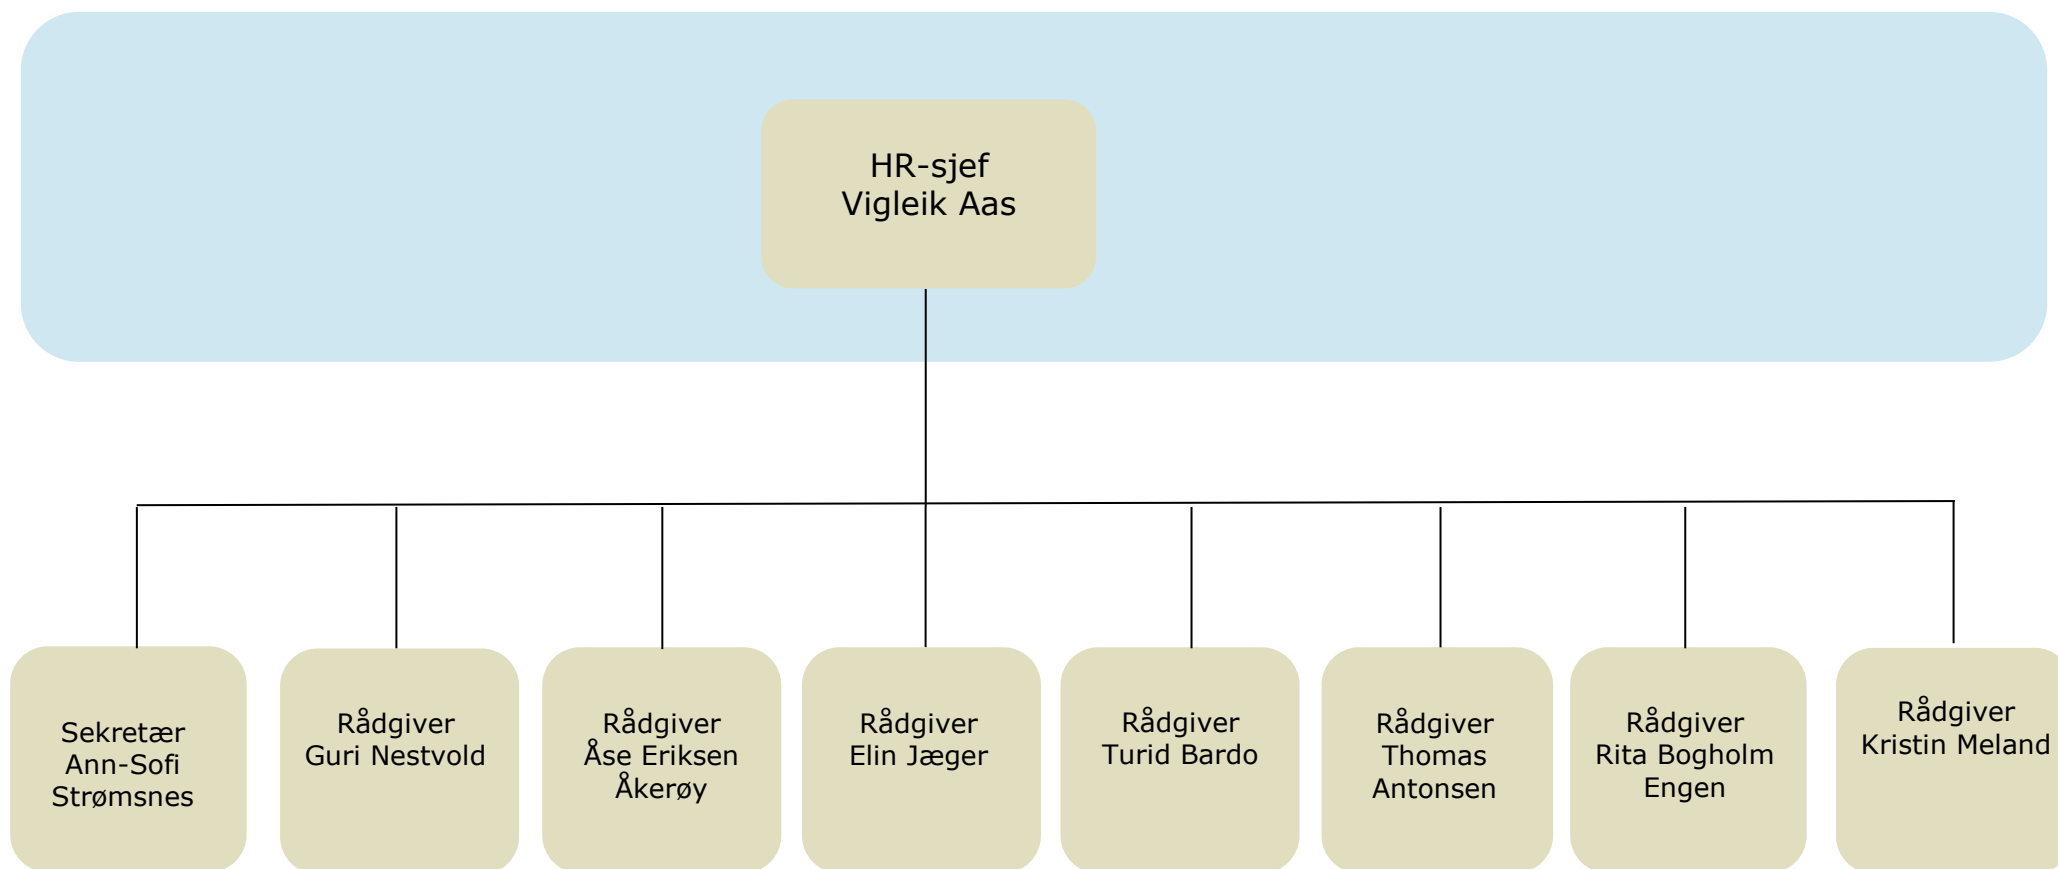 HR-sjef
Vigleik Aas
Sekretær
Ann-Sofi
Strømsnes
Rådgiver
Guri Nestvold
Rådgiver
Åse Eriksen
Åkerøy
Rådgiver
Elin Jæger
Rådgiver
Turid Bardo
Rådgiver
Thomas
Antonsen
Rådgiver
Rita Bogholm
Engen
Rådgiver
Kristin Meland